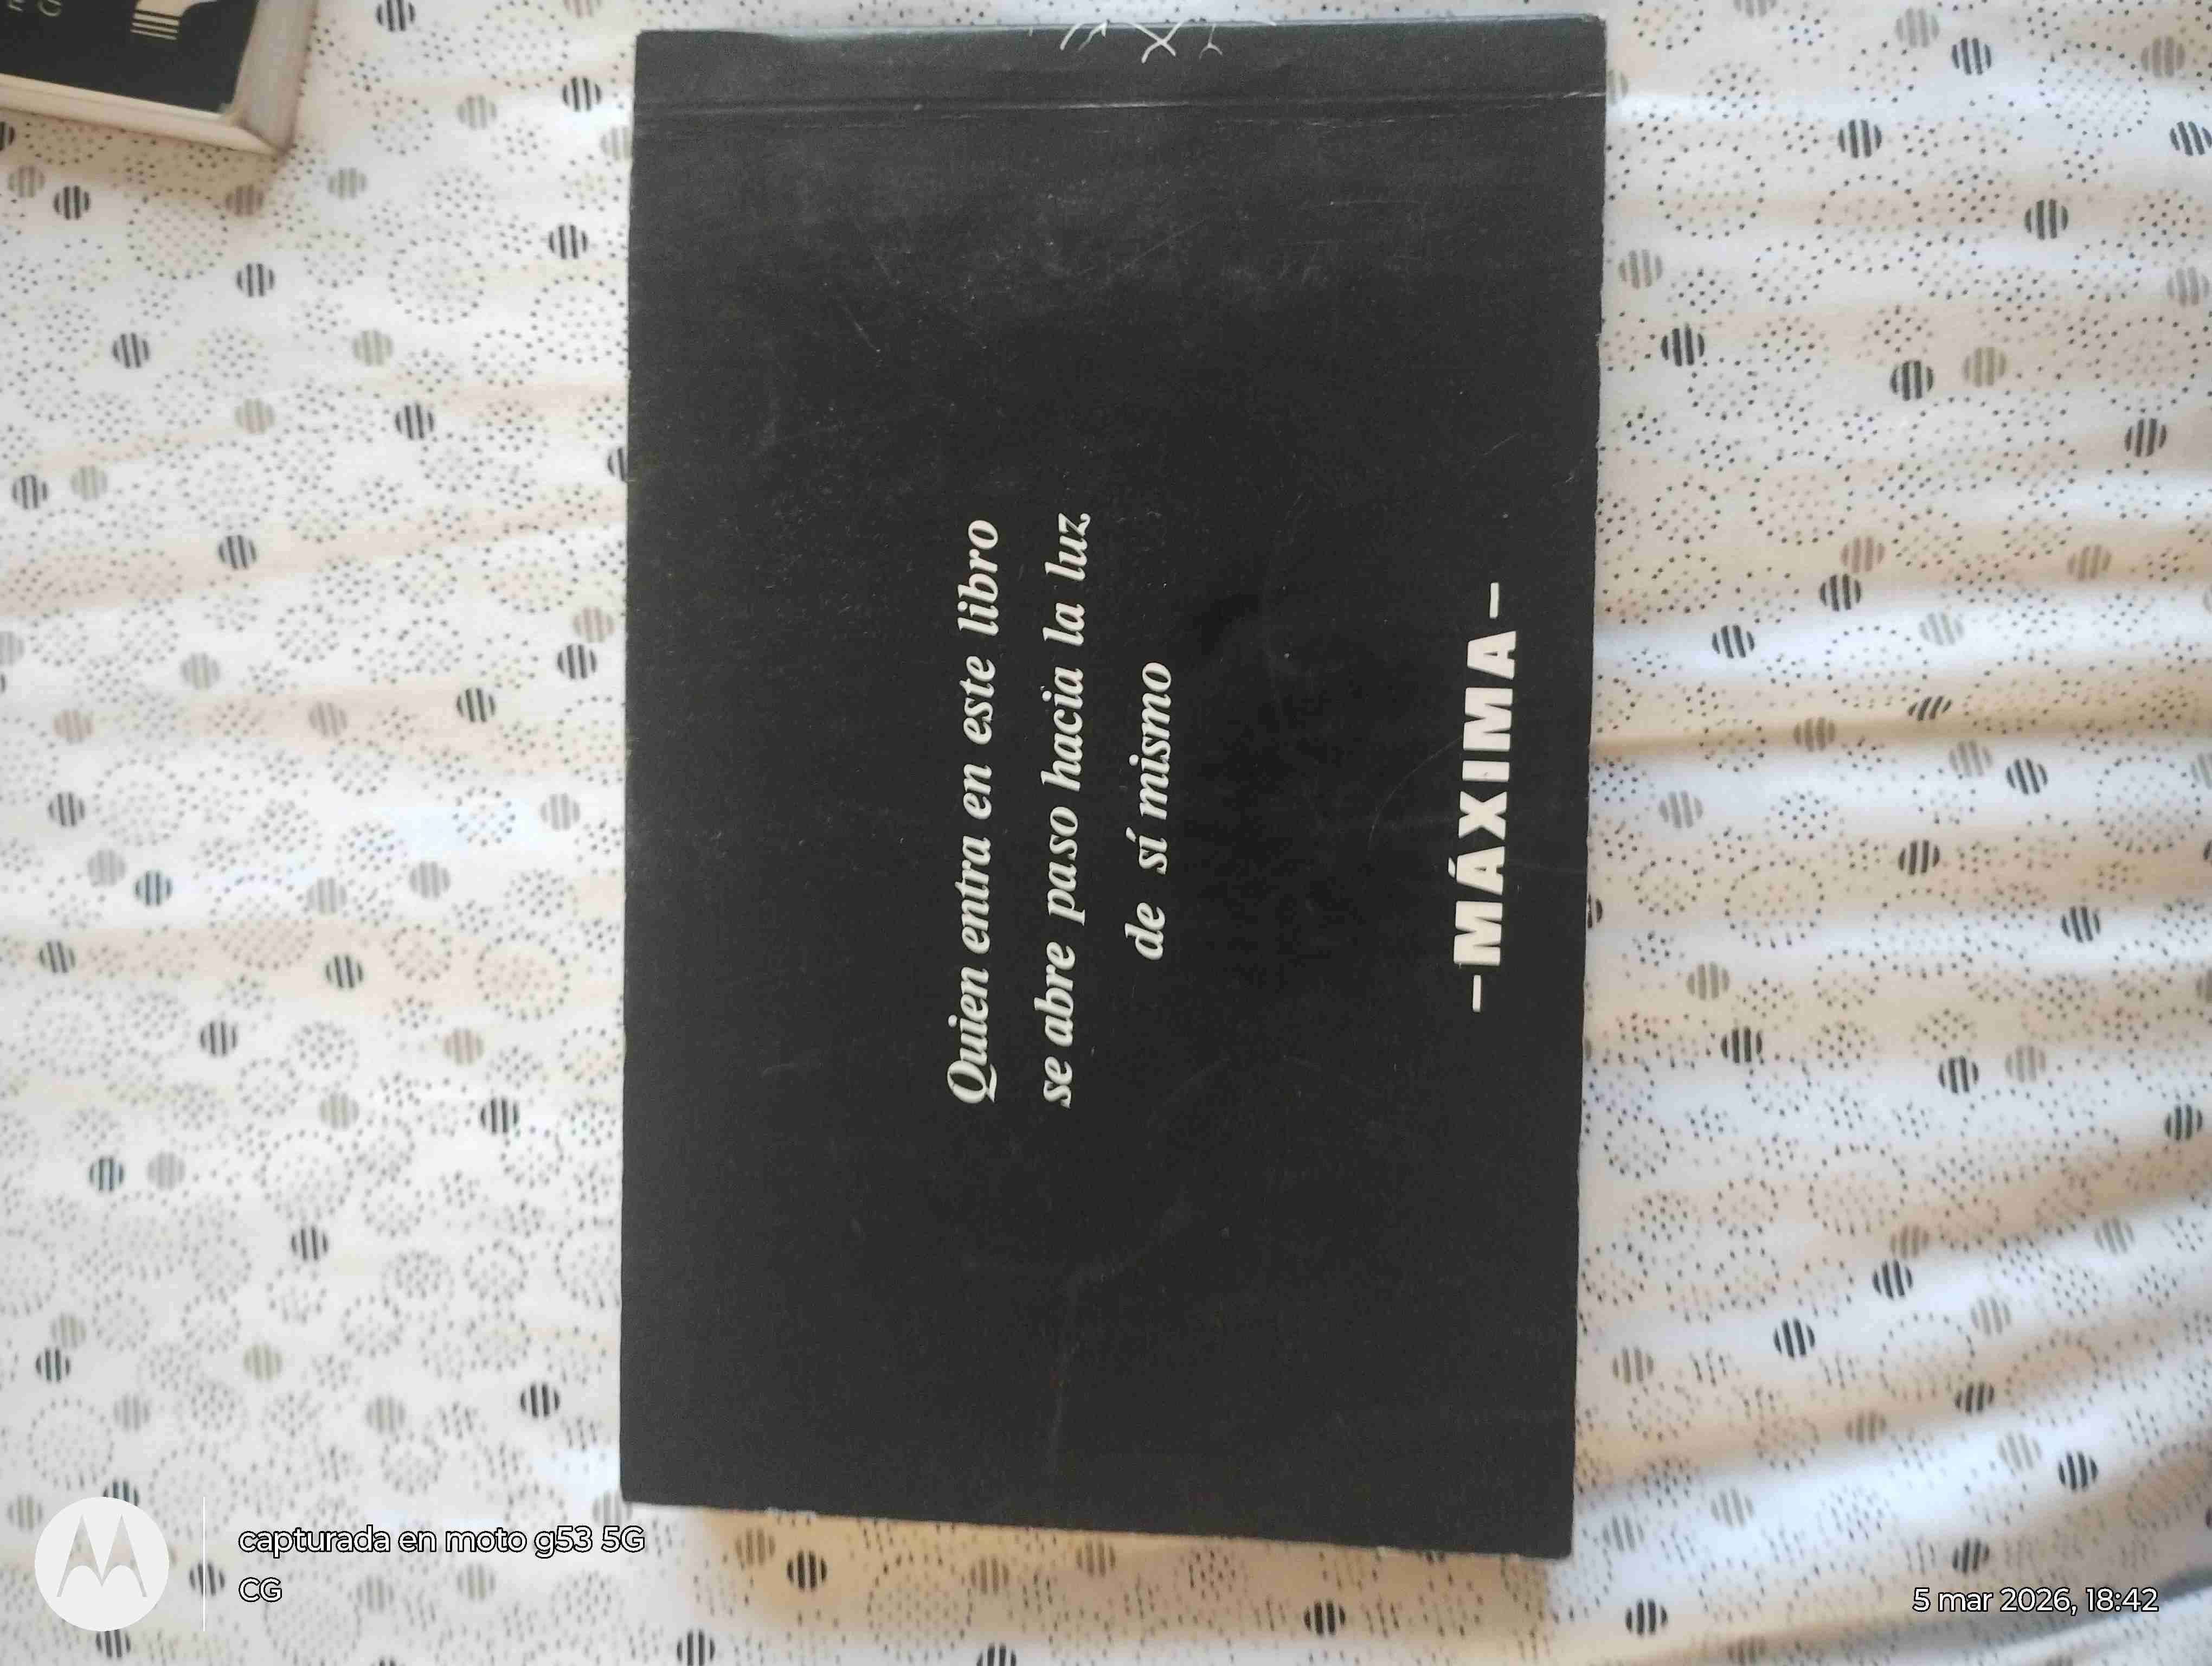 Quien entra en este libro
se abre paso hacia la luz
de sí mismo
–MÁXIMA–
capturada en moto g53 5G
CG
5 mar 2026, 18:42